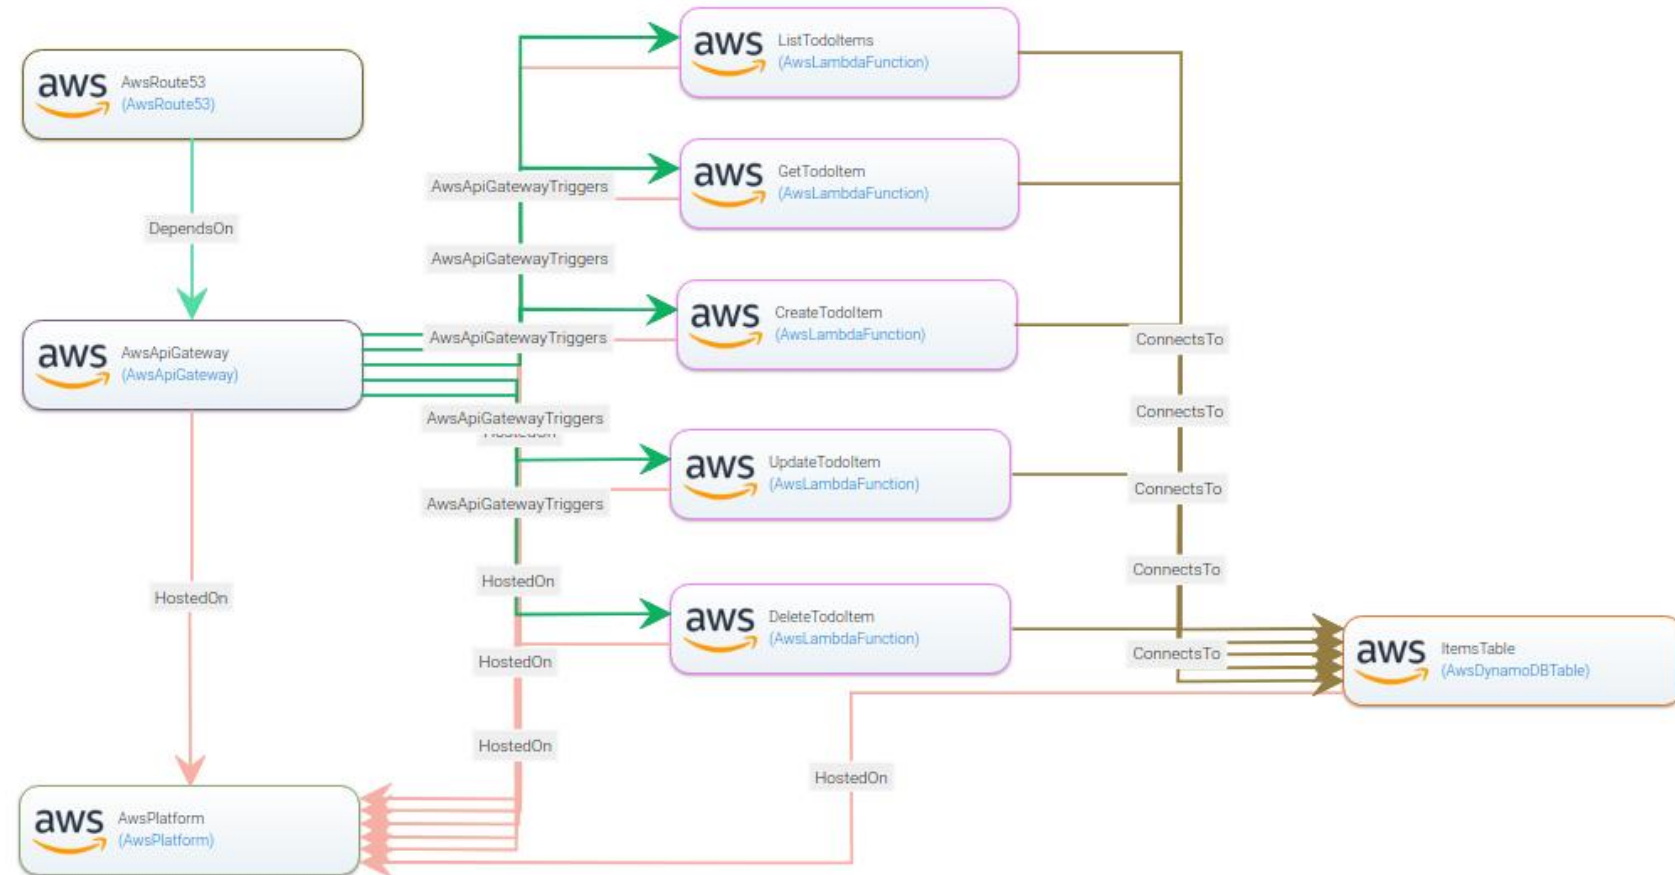 aws
AwsRoute53
(AwsRoute53)
DependsOn
aws
AwsApiGateway
(AwsApiGateway)
HostedOn
aws
AwsPlatform
(AwsPlatform)
AwsApiGatewayTriggers
AwsApiGatewayTriggers
AwsApiGatewayTriggers
AwsApiGatewayTriggers
HostedOn
AwsApiGatewayTriggers
HostedOn
HostedOn
HostedOn
aws
ListTodoItems
(AwsLambdaFunction)
aws
GetTodoItem
(AwsLambdaFunction)
aws
CreateTodoItem
(AwsLambdaFunction)
aws
UpdateTodoItem
(AwsLambdaFunction)
aws
DeleteTodoItem
(AwsLambdaFunction)
HostedOn
ConnectsTo
ConnectsTo
ConnectsTo
ConnectsTo
ConnectsTo
aws
ItemsTable
(AwsDynamoDBTable)